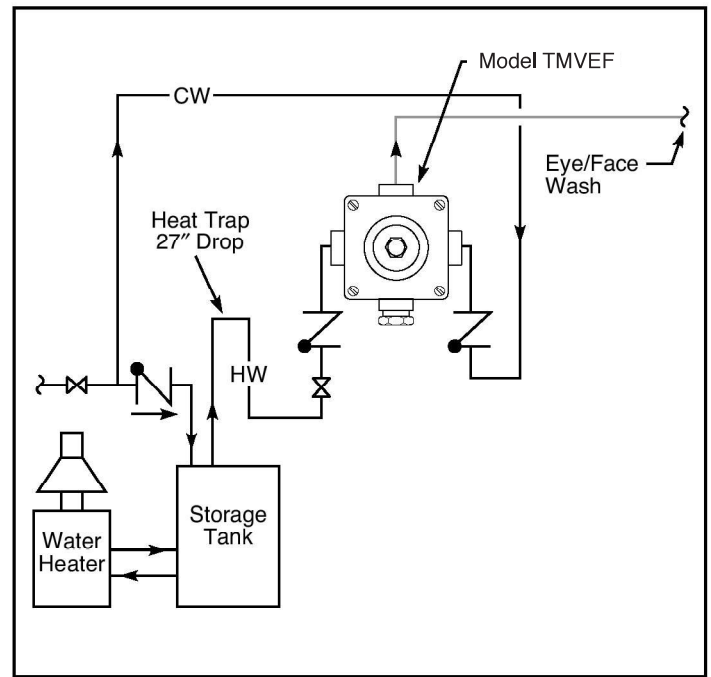 Model TMVEF
CW
Eye/Face
Wash
Heat Trap
27″ Drop
HW
Storage
Tank
Water
Heater